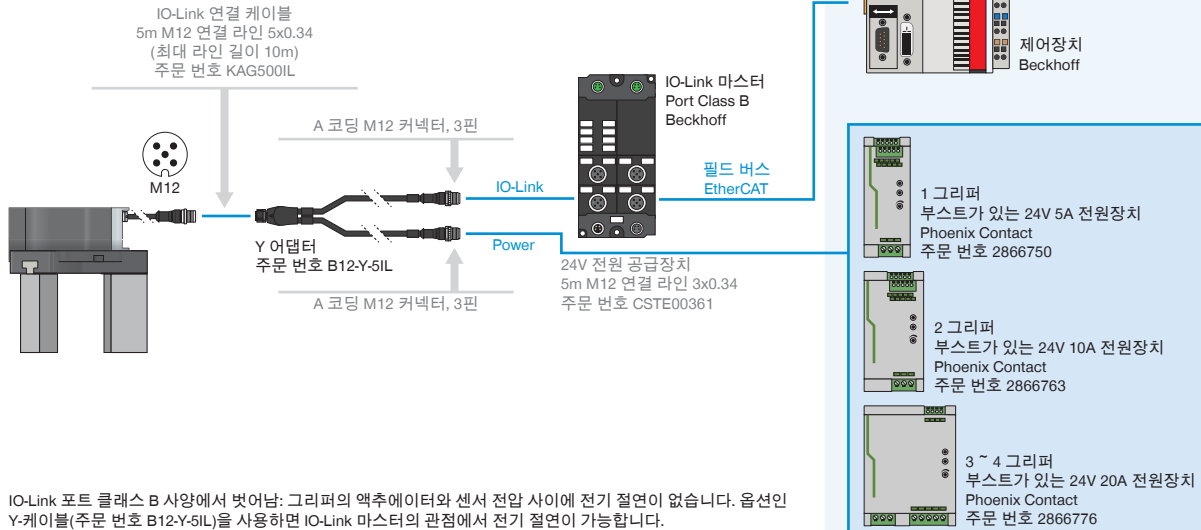 IO-Link 연결 케이블
5m M12 연결 라인 5x0.34
(최대 라인 길이 10m)
주문 번호 KAG500IL
제어장치
Beckhoff
IO-Link 마스터
Port Class B
Beckhoff
A 코딩 M12 커넥터, 3핀
M12
IO-Link
필드 버스
EtherCAT
1 그리퍼
부스트가 있는 24V 5A 전원장치
Phoenix Contact
주문 번호 2866750
Y 어댑터
주문 번호 B12-Y-5IL
Power
24V 전원 공급장치
5m M12 연결 라인 3x0.34
주문 번호 CSTE00361
A 코딩 M12 커넥터, 3핀
2 그리퍼
부스트가 있는 24V 10A 전원장치
Phoenix Contact
주문 번호 2866763
3 ~ 4 그리퍼
부스트가 있는 24V 20A 전원장치
Phoenix Contact
주문 번호 2866776
IO-Link 포트 클래스 B 사양에서 벗어남: 그리퍼의 액추에이터와 센서 전압 사이에 전기 절연이 없습니다. 옵션인
Y-케이블(주문 번호 B12-Y-5IL)을 사용하면 IO-Link 마스터의 관점에서 전기 절연이 가능합니다.